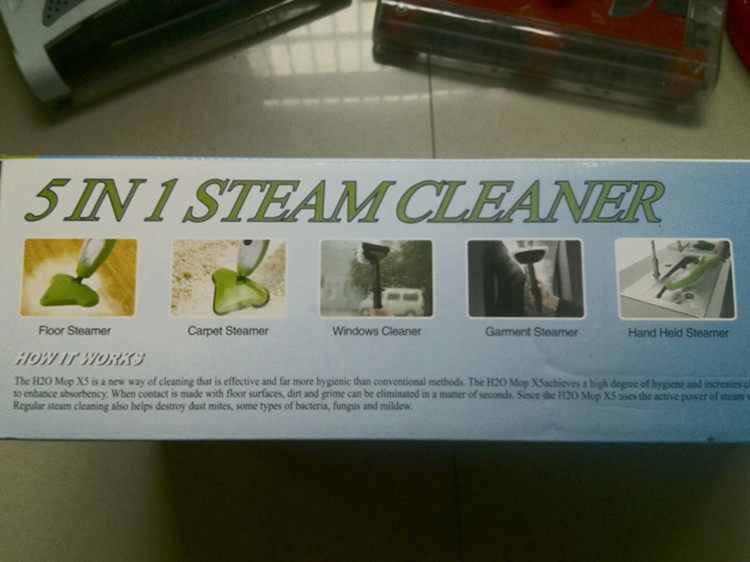 5 IN 1 STEAM CLEANER
Floor Steamer
Carpet Steamer
Windows Cleaner
Garment Steamer
Hand Held Steamer
HOW IT WORKS
The H2O Mop X5 is a new way of cleaning that is effective and far more hygienic than conventional methods. The H2O Mop X5achieves a high degree of hygiene and increases
to enhance absorbency. When contact is made with floor surfaces, dirt and grime can be eliminated in a matter of seconds. Since the H2O Mop X5 uses the active power of steam
Regular steam cleaning also helps destroy dust mites, some types of bacteria, fungus and mildew.